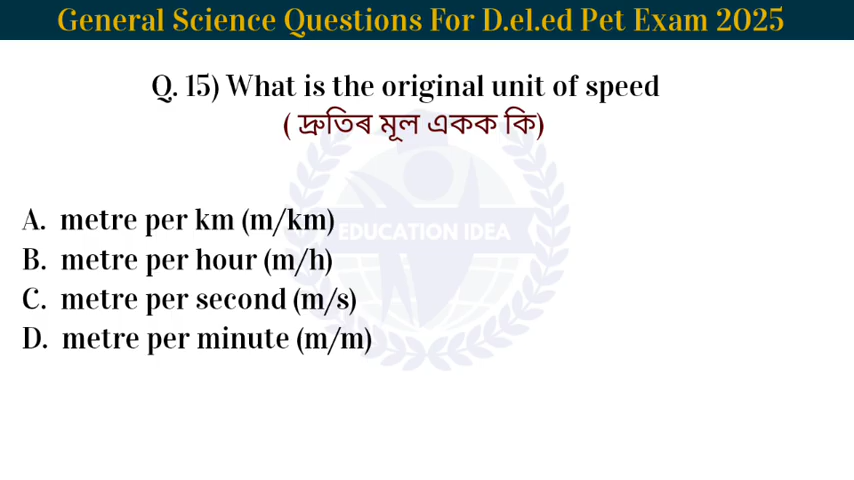 General Science Questions For D.el.ed Pet Exam 2025
Q. 15) What is the original unit of speed
( দ্ৰুতিৰ মূল একক কি)
EDUCATION IDEA
A. metre per km (m/km)
B. metre per hour (m/h)
C. metre per second (m/s)
D. metre per minute (m/m)